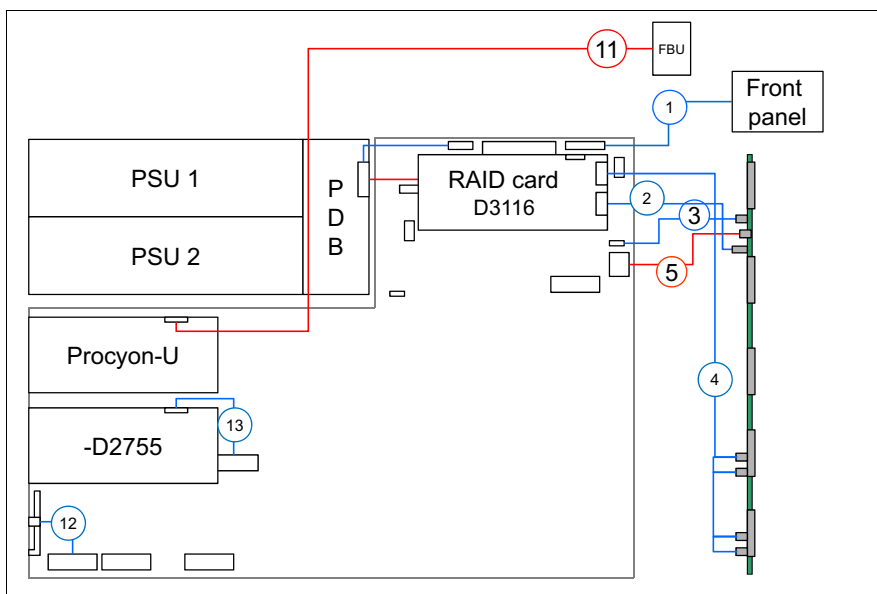 11
FBU
1
Front
panel
PSU 1
PSU 2
P
D
B
RAID card
D3116
2
3
5
4
Procyon-U
-D2755
13
12